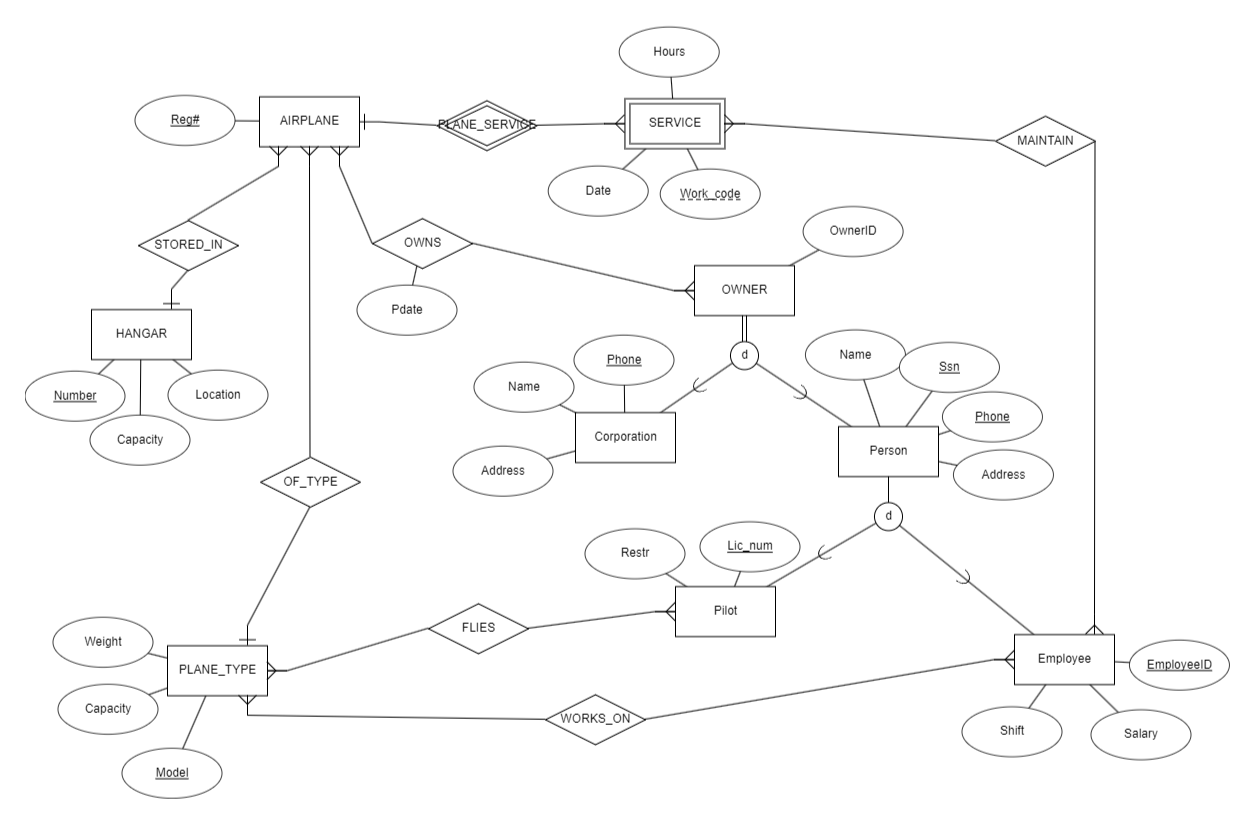 Hours
Reg#
AIRPLANE
PLANE_SERVICE
SERVICE
MAINTAIN
Date
Work_code
STORED_IN
OWNS
OwnerID
Pdate
OWNER
HANGAR
Number
Location
Capacity
d
Name
Phone
Name
Ssn
Phone
Address
Corporation
Person
Address
OF_TYPE
d
Restr
Lic_num
Pilot
FLIES
Weight
PLANE_TYPE
Capacity
Model
WORKS_ON
Employee
EmployeeID
Shift
Salary